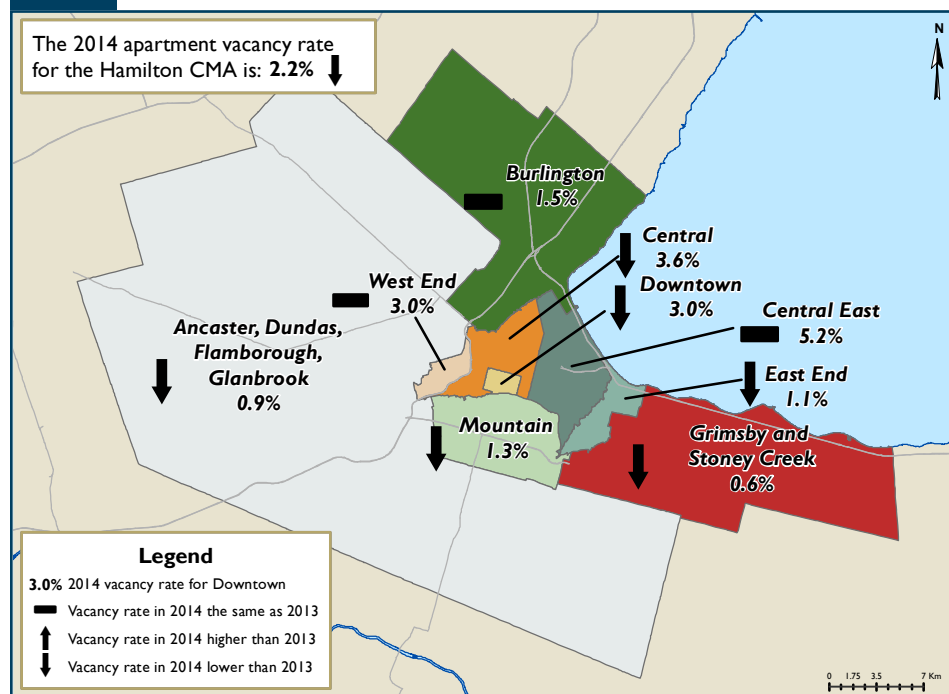 The 2014 apartment vacancy rate
for the Hamilton CMA is: 2.2%
N
Burlington
1.5%
Central
3.6%
West End
3.0%
Downtown
3.0%
Central East
5.2%
Ancaster, Dundas,
Flamborough,
Glanbrook
0.9%
East End
1.1%
Mountain
1.3%
Grimsby and
Stoney Creek
0.6%
Legend
3.0% 2014 vacancy rate for Downtown
Vacancy rate in 2014 the same as 2013
Vacancy rate in 2014 higher than 2013
Vacancy rate in 2014 lower than 2013
0 1.75 3.5 7 Km